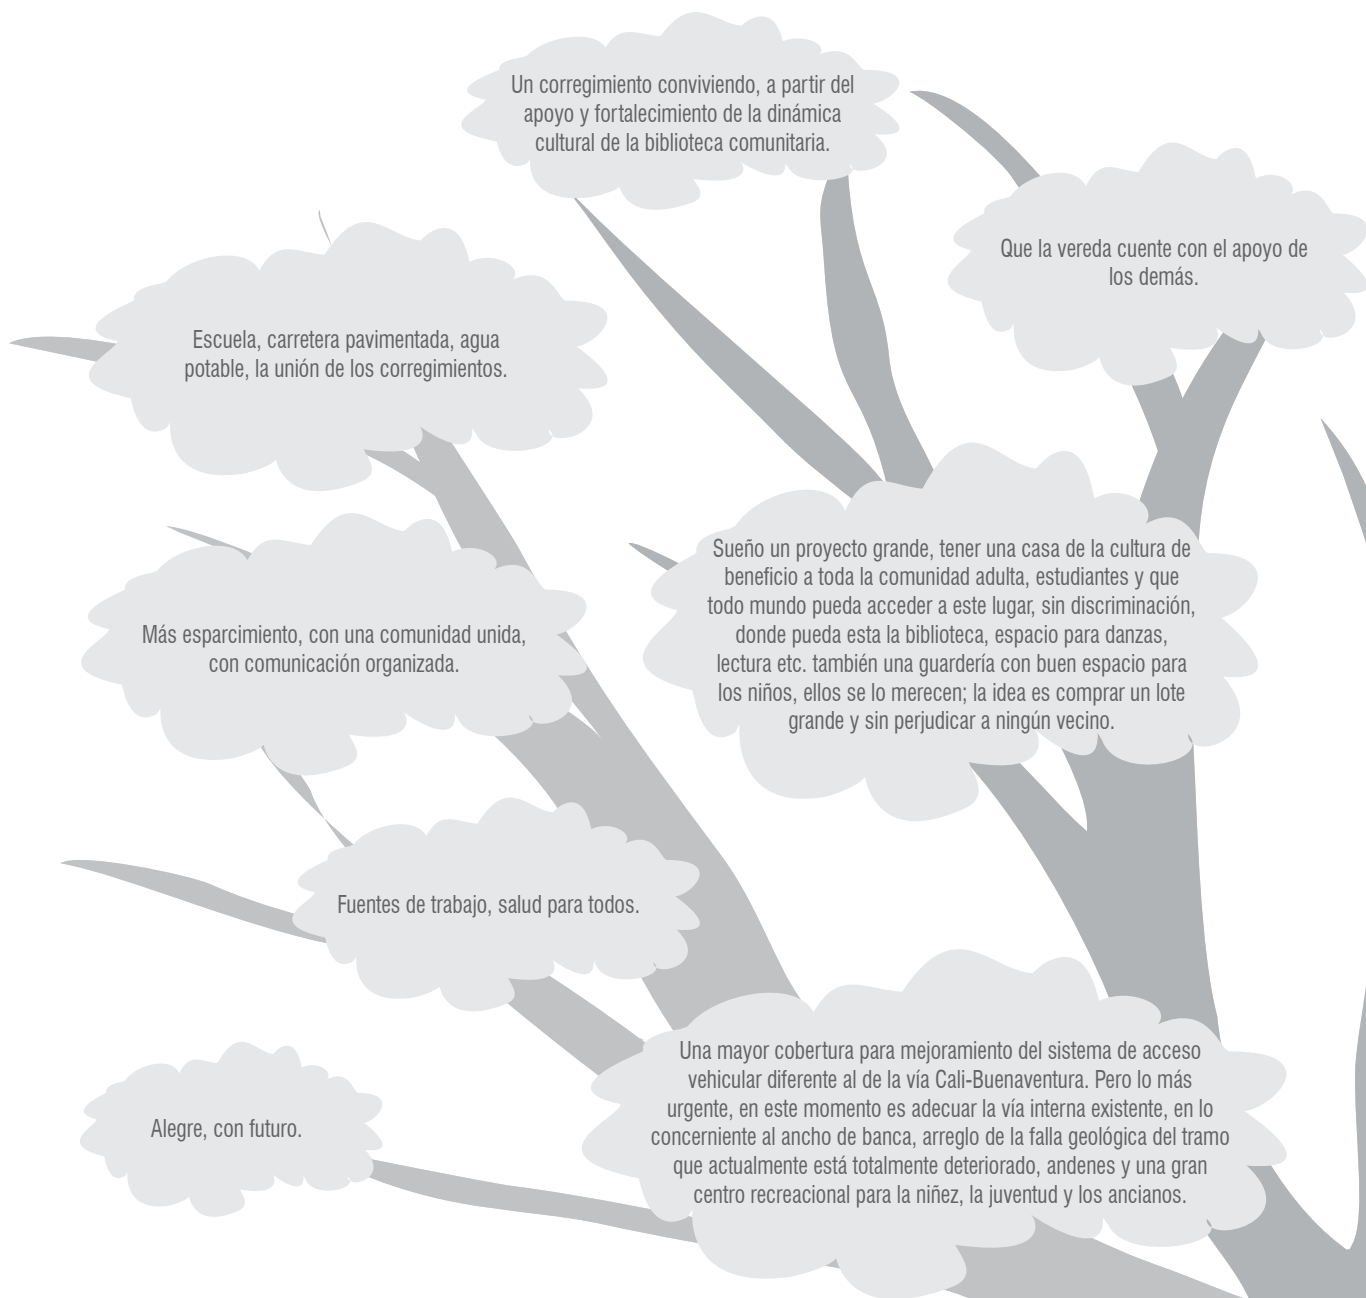 Un corregimiento conviviendo, a partir del
apoyo y fortalecimiento de la dinámica
cultural de la biblioteca comunitaria.
Que la vereda cuente con el apoyo de
los demás.
Escuela, carretera pavimentada, agua
potable, la unión de los corregimientos.
Sueño un proyecto grande, tener una casa de la cultura de
beneficio a toda la comunidad adulta, estudiantes y que
todo mundo pueda acceder a este lugar, sin discriminación,
donde pueda esta la biblioteca, espacio para danzas,
lectura etc. también una guardería con buen espacio para
los niños, ellos se lo merecen; la idea es comprar un lote
grande y sin perjudicar a ningún vecino.
Más esparcimiento, con una comunidad unida,
con comunicación organizada.
Fuentes de trabajo, salud para todos.
Una mayor cobertura para mejoramiento del sistema de acceso
vehicular diferente al de la vía Cali-Buenaventura. Pero lo más
urgente, en este momento es adecuar la vía interna existente, en lo
concerniente al ancho de banca, arreglo de la falla geológica del tramo
que actualmente está totalmente deteriorado, andenes y una gran
centro recreacional para la niñez, la juventud y los ancianos.
Alegre, con futuro.